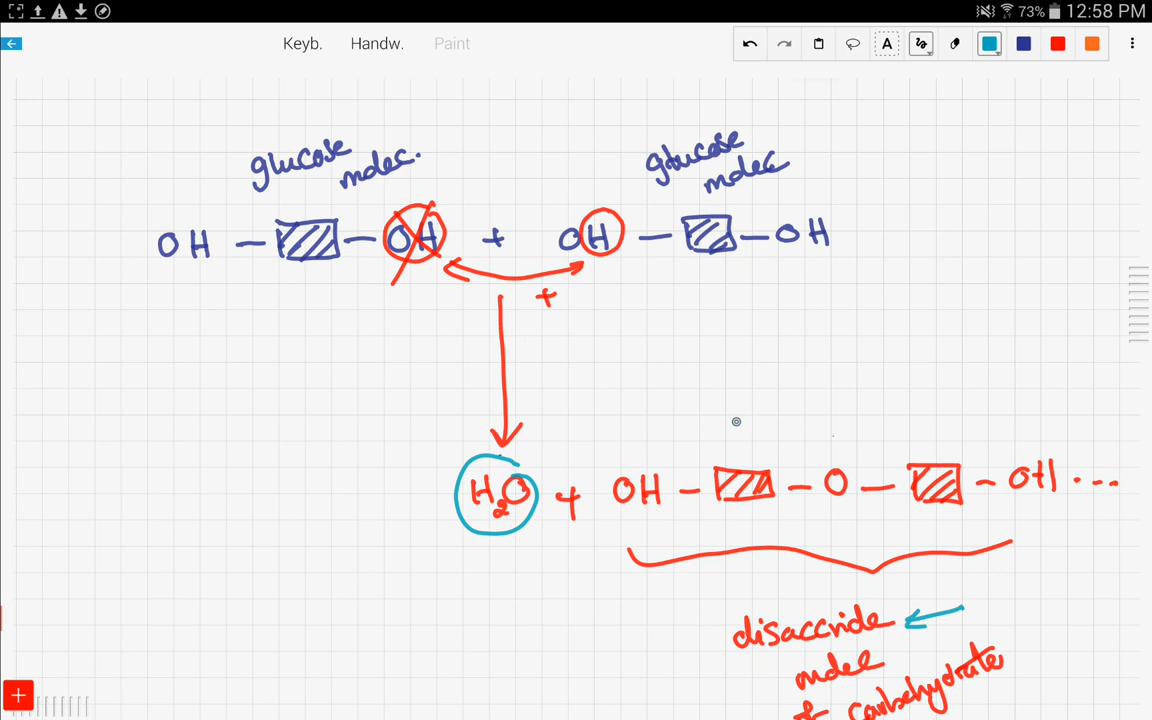 73% 12:58 PM
Keyb. Handw. Paint
A
glucose molec.
glucose molec
OH – – OH + OH – – OH
+
H₂O + OH – – O – – OH ...
disaccride
molec
carbohydrate